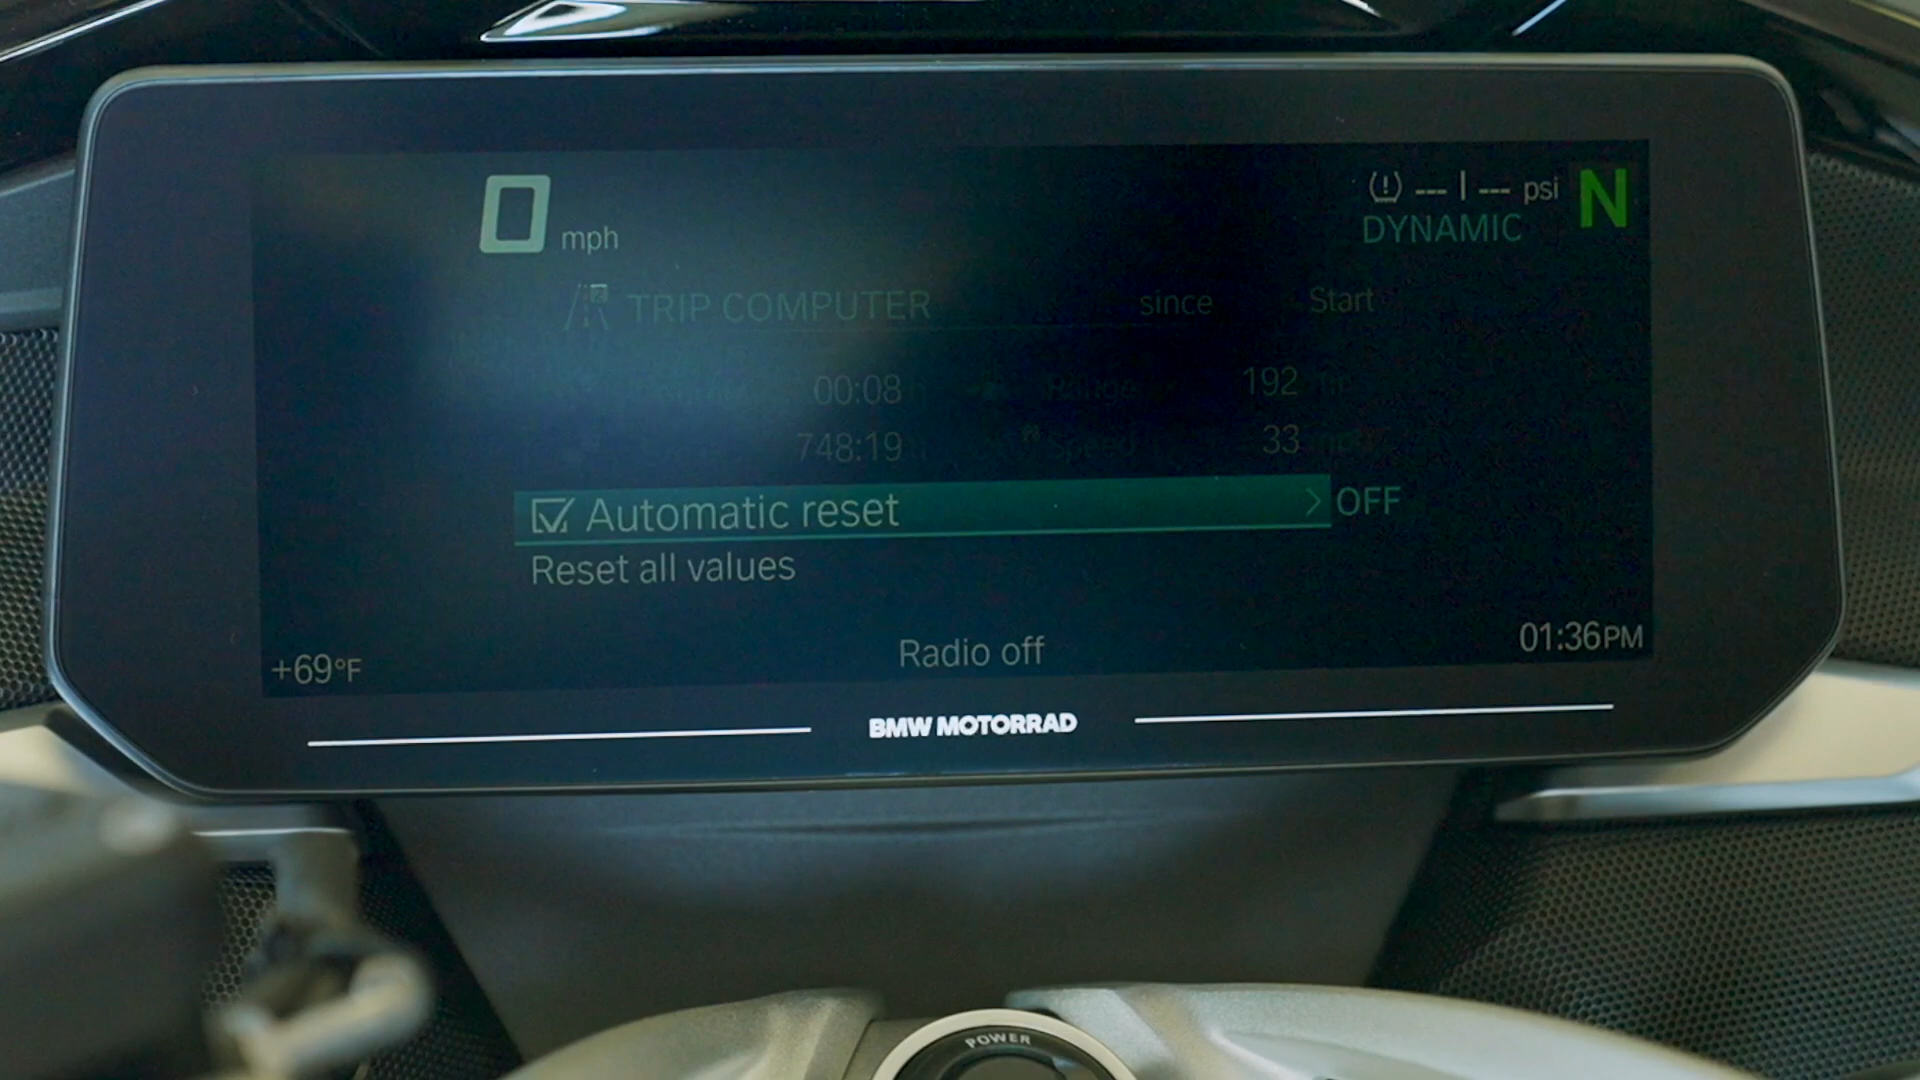 0 mph
--- | --- psi N
DYNAMIC
TRIP COMPUTER since Start
00:08 Range 192
748:19 Speed 33
Automatic reset OFF
Reset all values
Radio off
+69°F
01:36PM
BMW MOTORRAD
POWER